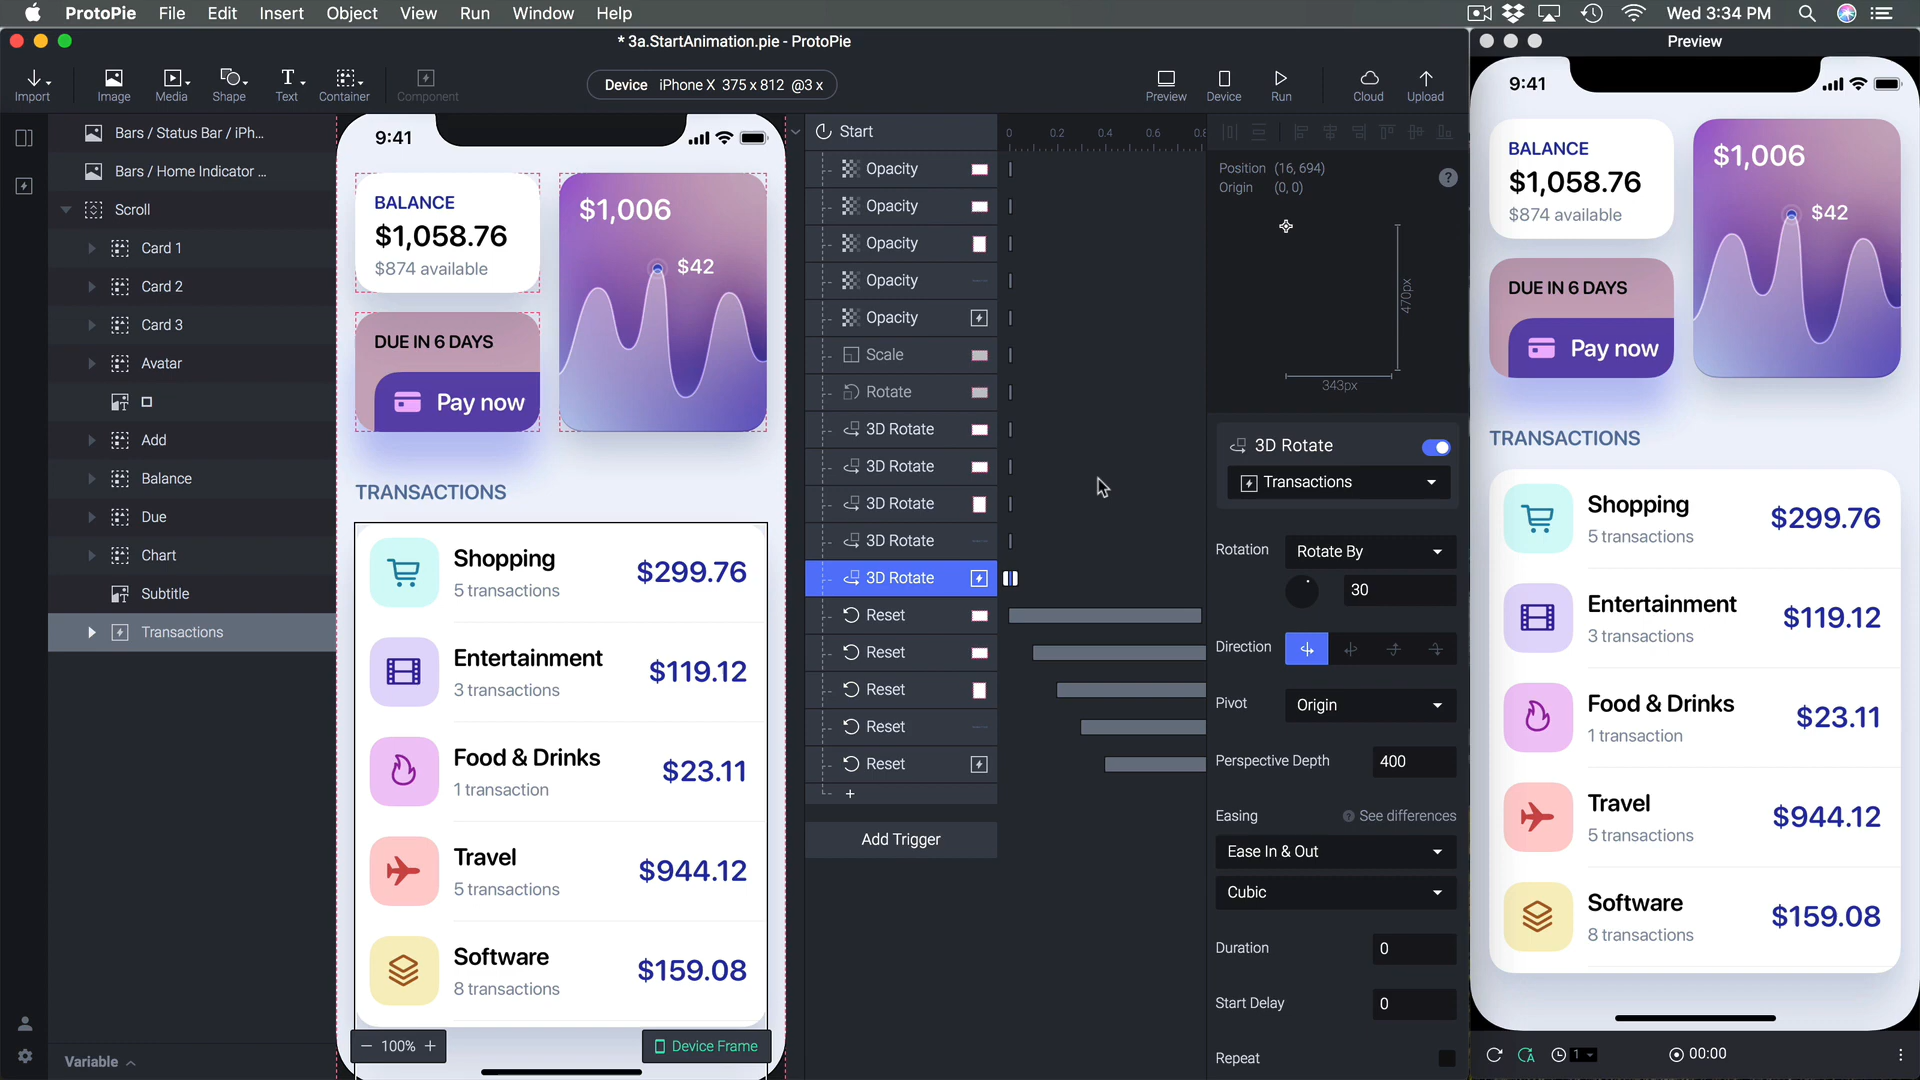 ProtoPie File Edit Insert Object View Run Window Help
Wed 3:34 PM
* 3a.StartAnimation.pie - ProtoPie
Preview
Import Image Media Shape Text Container Component
Device iPhone X 375 x 812 @3 x
Preview Device Run Cloud Upload
Bars / Status Bar / iPh...
Bars / Home Indicator ...
Scroll
Card 1
Card 2
Card 3
Avatar
Add
Balance
Due
Chart
Subtitle
Transactions
Variable
9:41
BALANCE
$1,058.76
$874 available
$1,006
$42
DUE IN 6 DAYS
Pay now
TRANSACTIONS
Shopping
5 transactions
$299.76
Entertainment
3 transactions
$119.12
Food & Drinks
1 transaction
$23.11
Travel
5 transactions
$944.12
Software
8 transactions
$159.08
100%
Device Frame
Start
0 0.2 0.4 0.6 0.8
Opacity
Opacity
Opacity
Opacity
Opacity
Scale
Rotate
3D Rotate
3D Rotate
3D Rotate
3D Rotate
3D Rotate
Reset
Reset
Reset
Reset
Reset
+
Add Trigger
Position (16, 694)
Origin (0, 0)
?
470px
343px
3D Rotate
Transactions
Rotation Rotate By
30
Direction
Pivot Origin
Perspective Depth 400
Easing ? See differences
Ease In & Out
Cubic
Duration 0
Start Delay 0
Repeat
9:41
BALANCE
$1,058.76
$874 available
$1,006
$42
DUE IN 6 DAYS
Pay now
TRANSACTIONS
Shopping
5 transactions
$299.76
Entertainment
3 transactions
$119.12
Food & Drinks
1 transaction
$23.11
Travel
5 transactions
$944.12
Software
8 transactions
$159.08
A
1
00:00